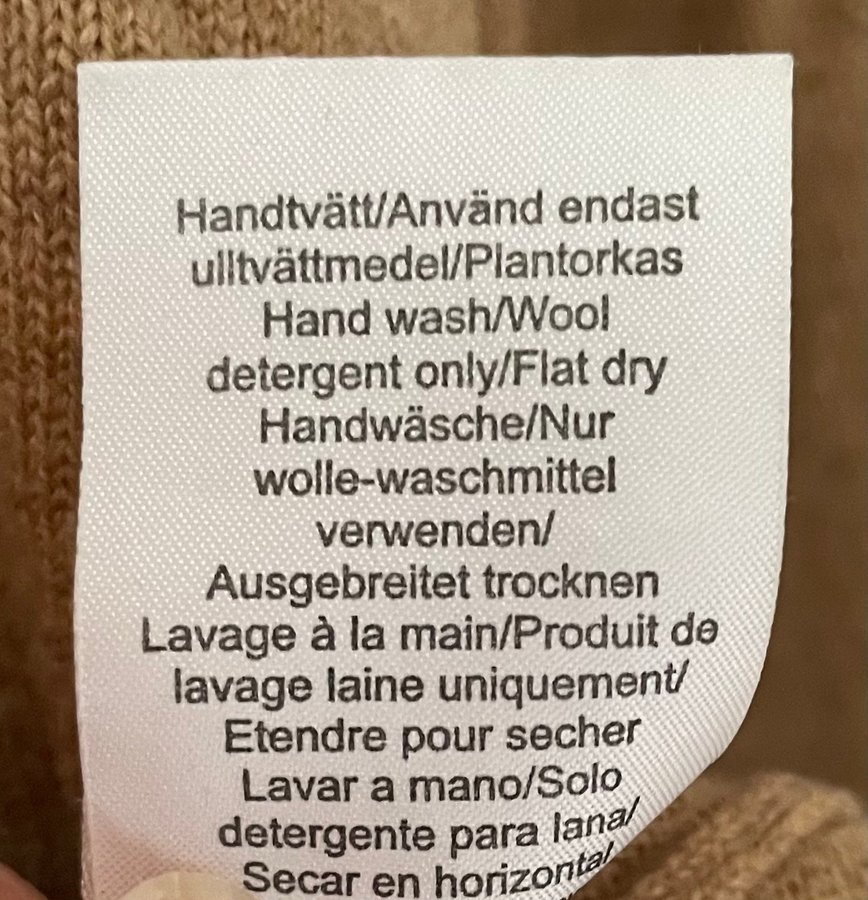 Handtvätt/Använd endast
ulltvättmedel/Plantorkas
Hand wash/Wool
detergent only/Flat dry
Handwäsche/Nur
wolle-waschmittel
verwenden/
Ausgebreitet trocknen
Lavage à la main/Produit de
lavage laine uniquement/
Etendre pour secher
Lavar a mano/Solo
detergente para lana/
Secar en horizontal/